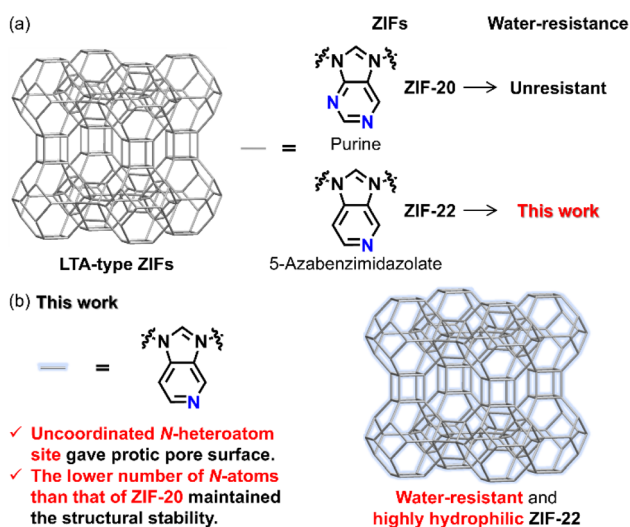 (a)
ZIFs Water-resistance
N N
N
N
ZIF-20 → Unresistant
Purine
=
N N
N
ZIF-22 → This work
LTA-type ZIFs
5-Azabenzimidazolate
(b) This work
=
N N
N
✓ Uncoordinated N-heteroatom
site gave protic pore surface.
✓ The lower number of N-atoms
than that of ZIF-20 maintained
the structural stability.
Water-resistant and
highly hydrophilic ZIF-22